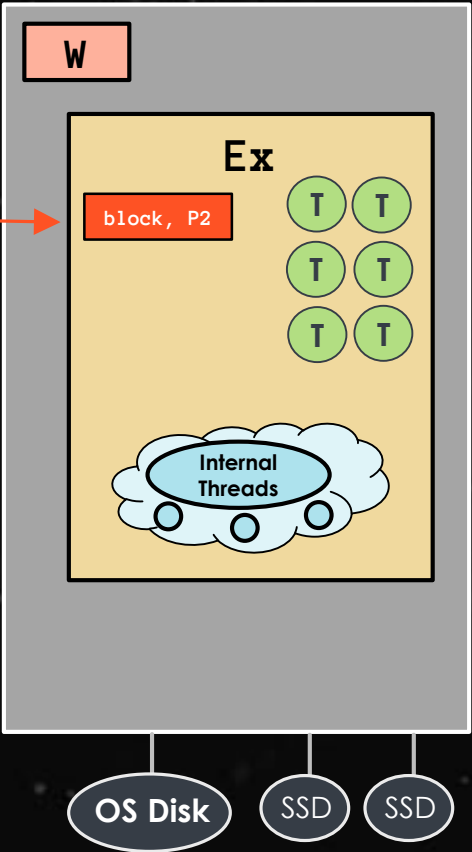 W
Ex
block, P2
T T
T T
T T
Internal
Threads
OS Disk
SSD
SSD